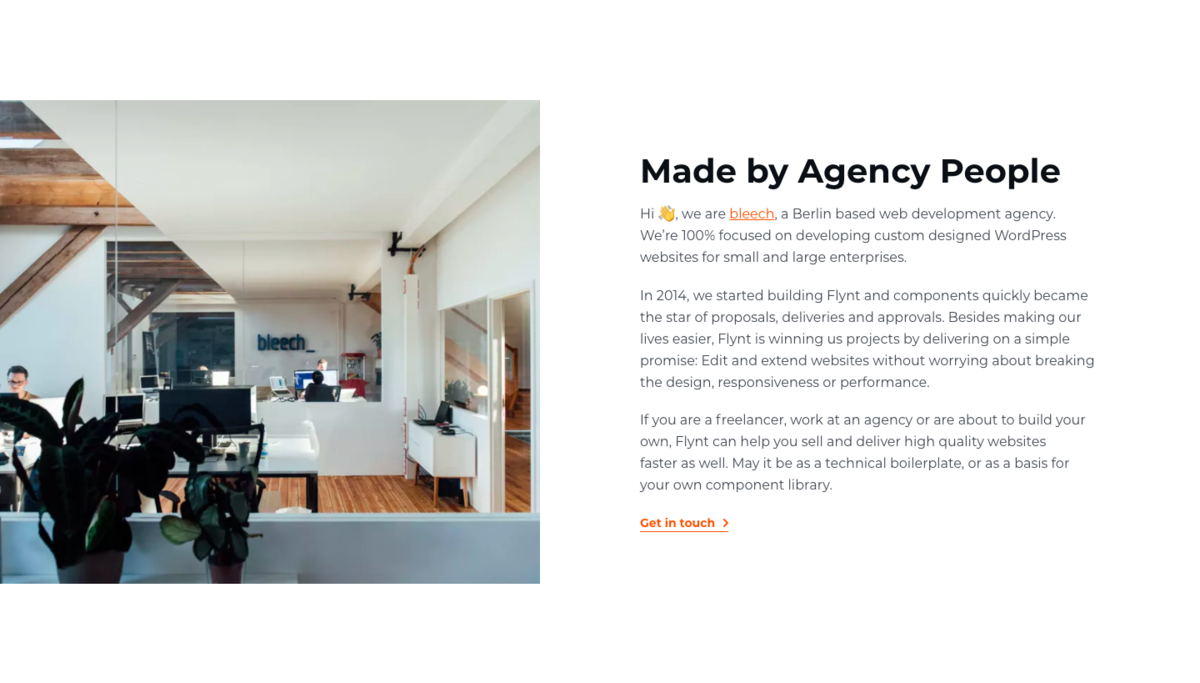 bleech_
Made by Agency People
Hi 👋, we are bleech, a Berlin based web development agency.
We’re 100% focused on developing custom designed WordPress
websites for small and large enterprises.
In 2014, we started building Flynt and components quickly became
the star of proposals, deliveries and approvals. Besides making our
lives easier, Flynt is winning us projects by delivering on a simple
promise: Edit and extend websites without worrying about breaking
the design, responsiveness or performance.
If you are a freelancer, work at an agency or are about to build your
own, Flynt can help you sell and deliver high quality websites
faster as well. May it be as a technical boilerplate, or as a basis for
your own component library.
Get in touch